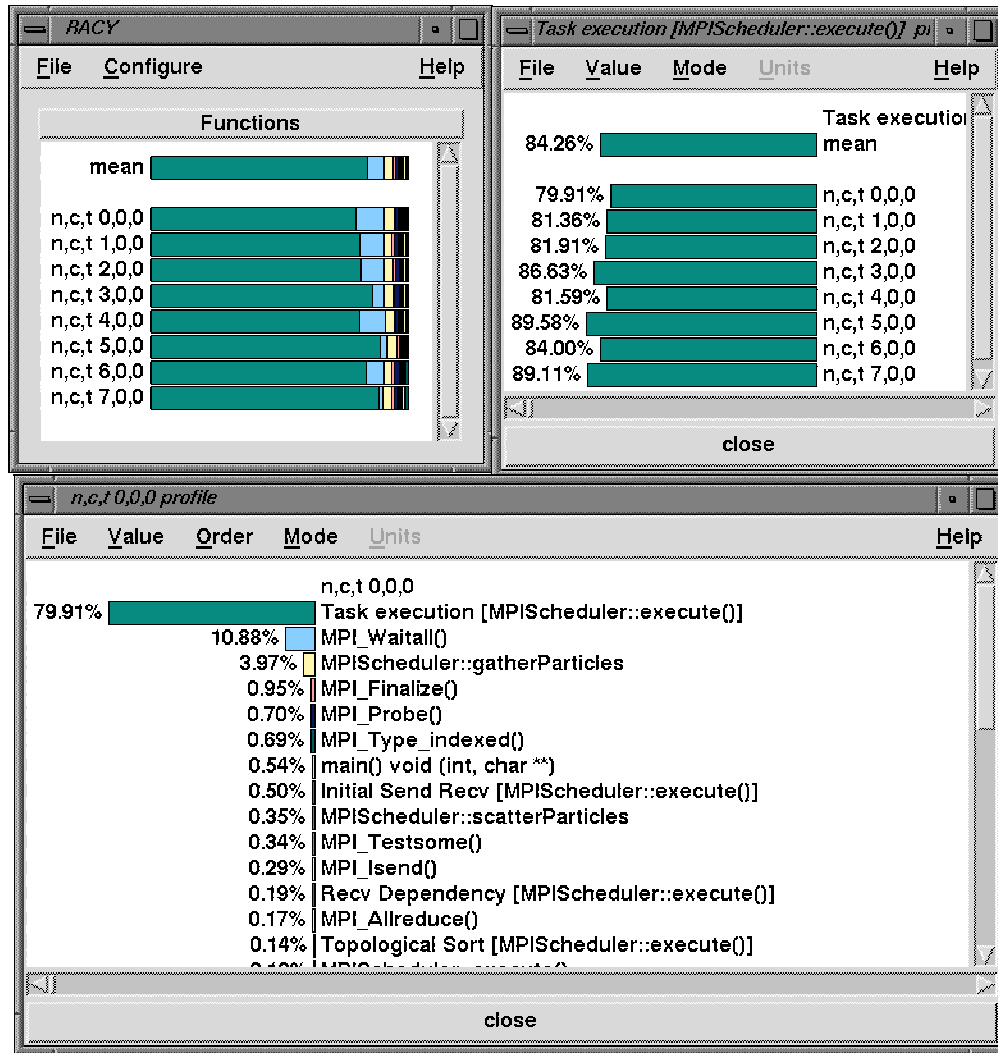 RACY
File Configure Help
Functions
mean
n,c,t 0,0,0
n,c,t 1,0,0
n,c,t 2,0,0
n,c,t 3,0,0
n,c,t 4,0,0
n,c,t 5,0,0
n,c,t 6,0,0
n,c,t 7,0,0
Task execution [MPIScheduler::execute()] pr
File Value Mode Units Help
Task execution
84.26% mean
79.91% n,c,t 0,0,0
81.36% n,c,t 1,0,0
81.91% n,c,t 2,0,0
86.63% n,c,t 3,0,0
81.59% n,c,t 4,0,0
89.58% n,c,t 5,0,0
84.00% n,c,t 6,0,0
89.11% n,c,t 7,0,0
close
n,c,t 0,0,0 profile
File Value Order Mode Units Help
n,c,t 0,0,0
79.91% Task execution [MPIScheduler::execute()]
10.88% MPI_Waitall()
3.97% MPIScheduler::gatherParticles
0.95% MPI_Finalize()
0.70% MPI_Probe()
0.69% MPI_Type_indexed()
0.54% main() void (int, char **)
0.50% Initial Send Recv [MPIScheduler::execute()]
0.35% MPIScheduler::scatterParticles
0.34% MPI_Testsome()
0.29% MPI_Isend()
0.19% Recv Dependency [MPIScheduler::execute()]
0.17% MPI_Allreduce()
0.14% Topological Sort [MPIScheduler::execute()]
MPIScheduler::execute()
close